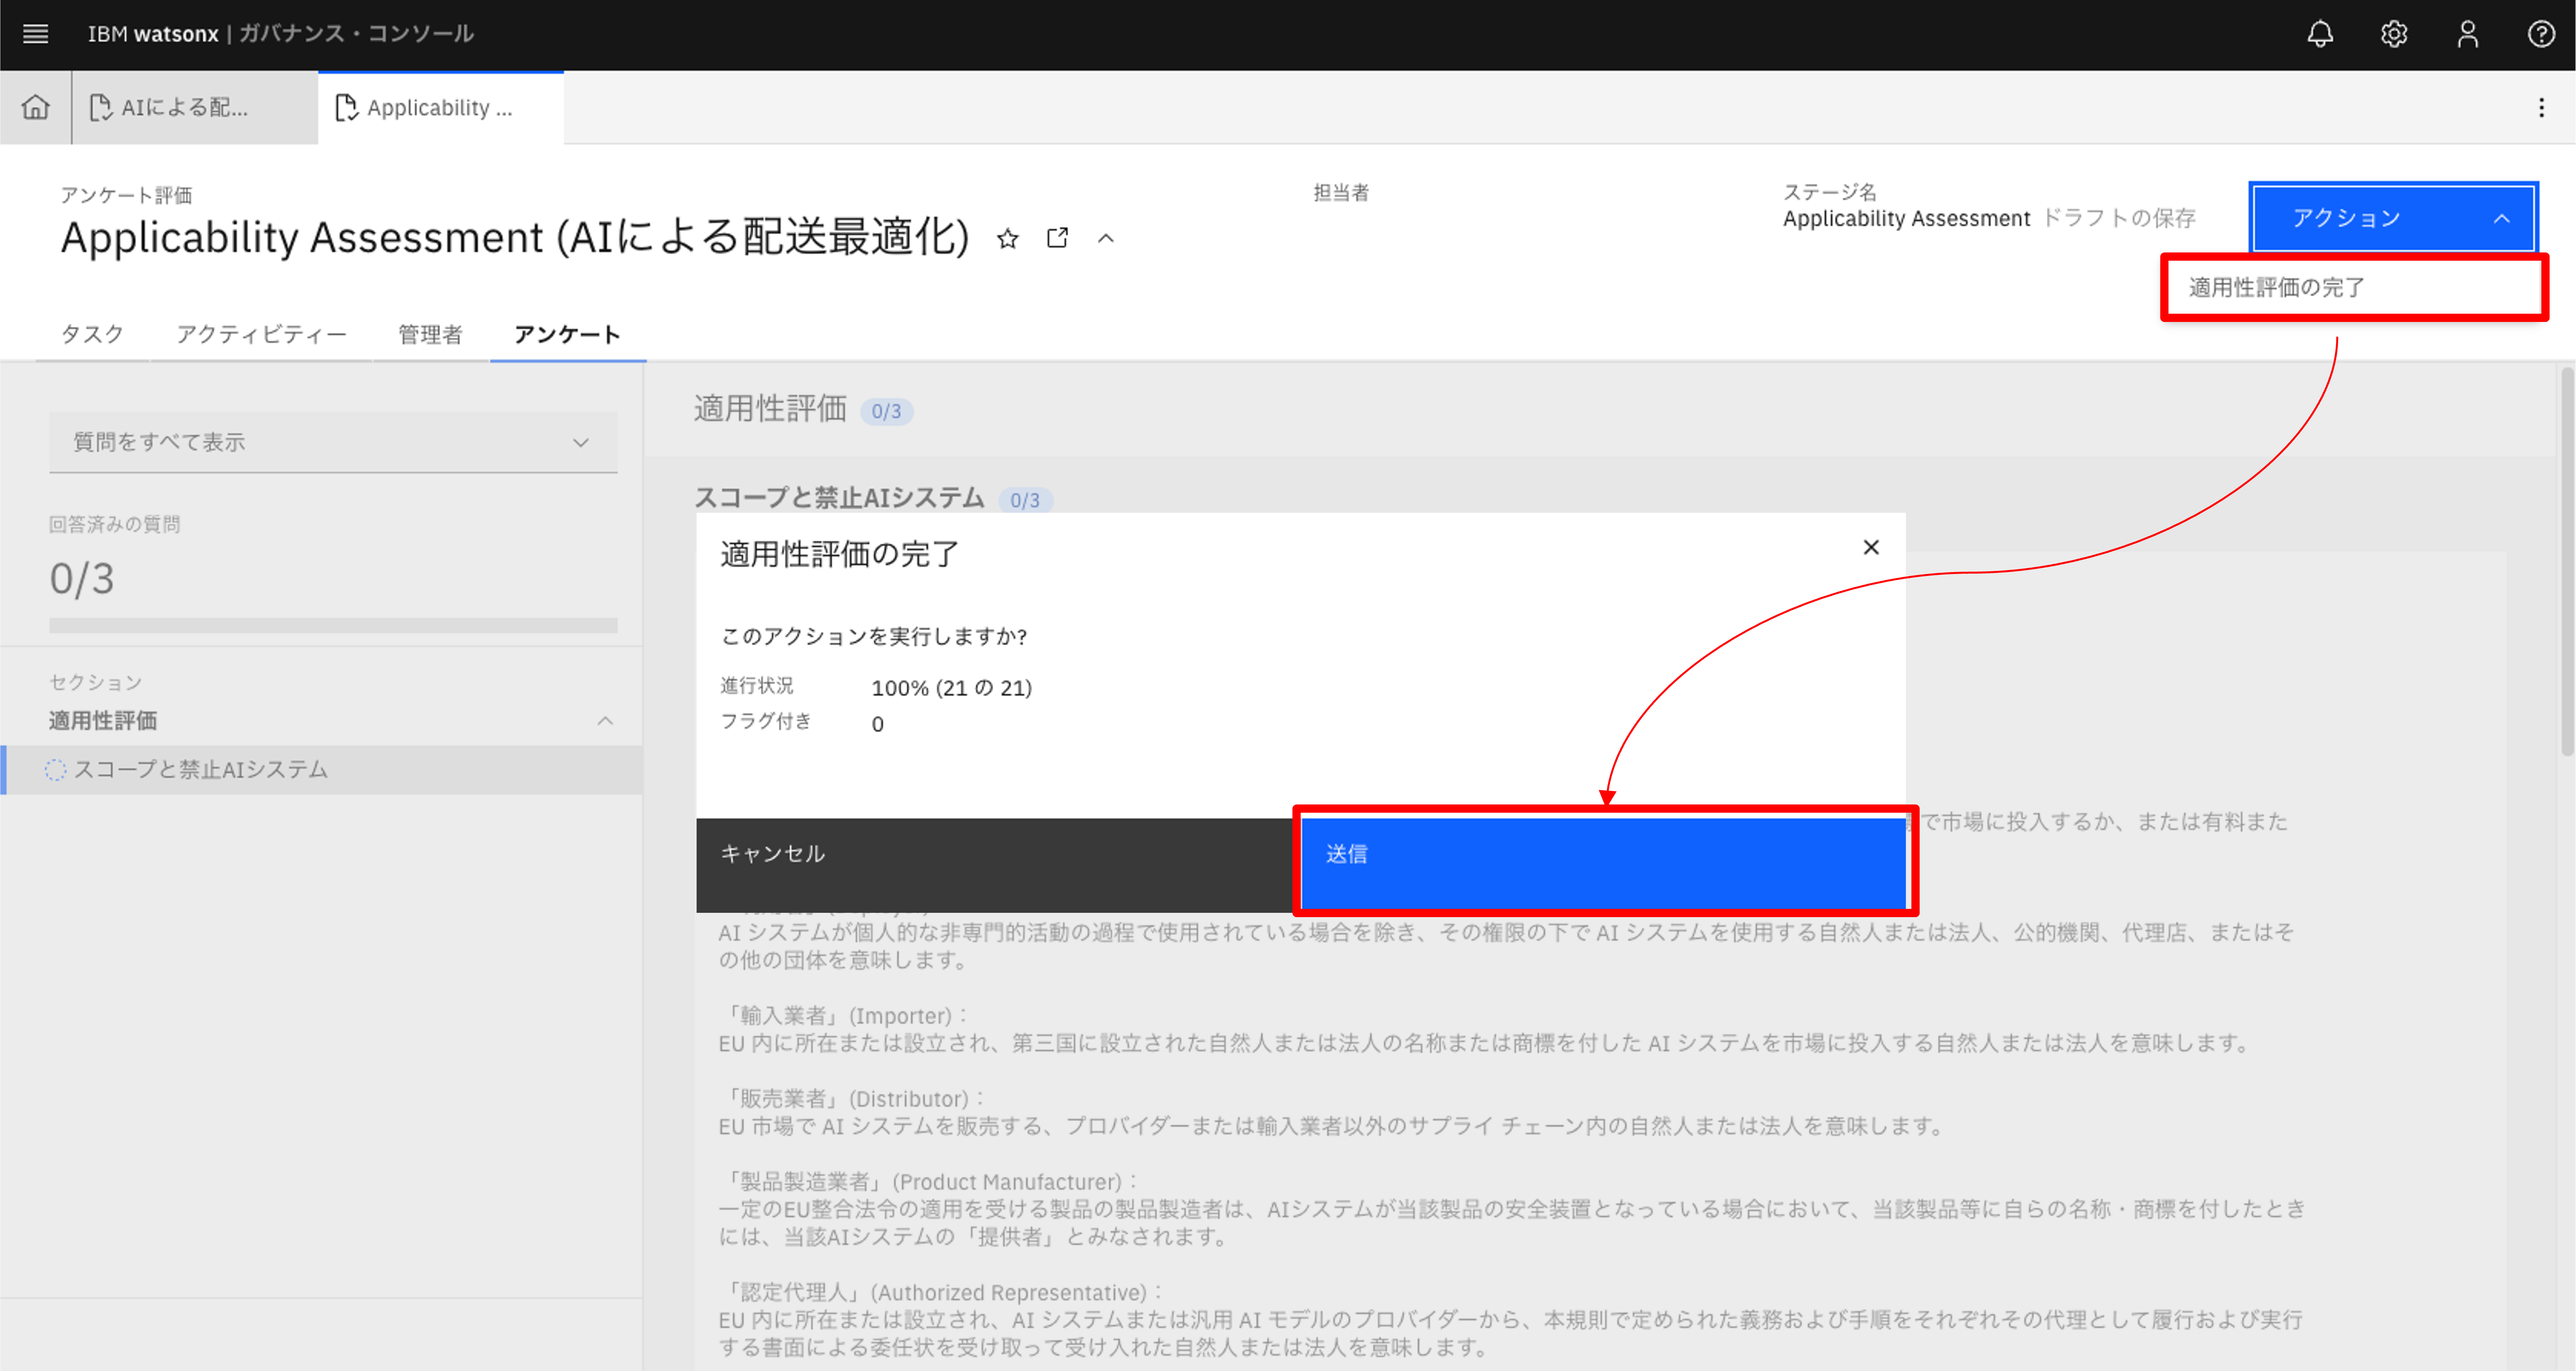 IBM watsonx | ガバナンス・コンソール
AIによる配...
Applicability ...
アンケート評価
Applicability Assessment (AIによる配送最適化)
担当者
ステージ名
Applicability Assessment ドラフトの保存
アクション
適用性評価の完了
タスク
アクティビティー
管理者
アンケート
質問をすべて表示
回答済みの質問
0/3
セクション
適用性評価
スコープと禁止AIシステム
適用性評価 0/3
スコープと禁止AIシステム 0/3
適用性評価の完了
このアクションを実行しますか?
進行状況 100% (21 の 21)
フラグ付き 0
キャンセル
送信
で市場に投入するか、または有料また
AI システムが個人的な非専門的活動の過程で使用されている場合を除き、その権限の下で AI システムを使用する自然人または法人、公的機関、代理店、またはそ
の他の団体を意味します。
「輸入業者」(Importer)：
EU 内に所在または設立され、第三国に設立された自然人または法人の名称または商標を付した AI システムを市場に投入する自然人または法人を意味します。
「販売業者」(Distributor)：
EU 市場で AI システムを販売する、プロバイダーまたは輸入業者以外のサプライ チェーン内の自然人または法人を意味します。
「製品製造業者」(Product Manufacturer)：
一定のEU整合法令の適用を受ける製品の製品製造者は、AIシステムが当該製品の安全装置となっている場合において、当該製品等に自らの名称・商標を付したとき
には、当該AIシステムの「提供者」とみなされます。
「認定代理人」(Authorized Representative)：
EU 内に所在または設立され、AI システムまたは汎用 AI モデルのプロバイダーから、本規則で定められた義務および手順をそれぞれその代理として履行および実行
する書面による委任状を受け取って受け入れた自然人または法人を意味します。